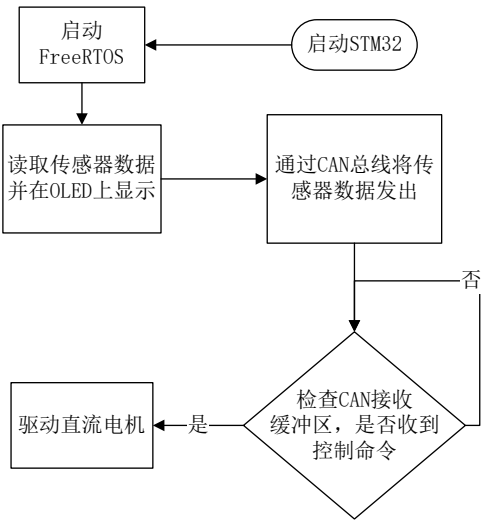 启动
FreeRTOS
启动STM32
读取传感器数据
并在OLED上显示
通过CAN总线将传
感器数据发出
否
检查CAN接收
缓冲区，是否收到
控制命令
是
驱动直流电机